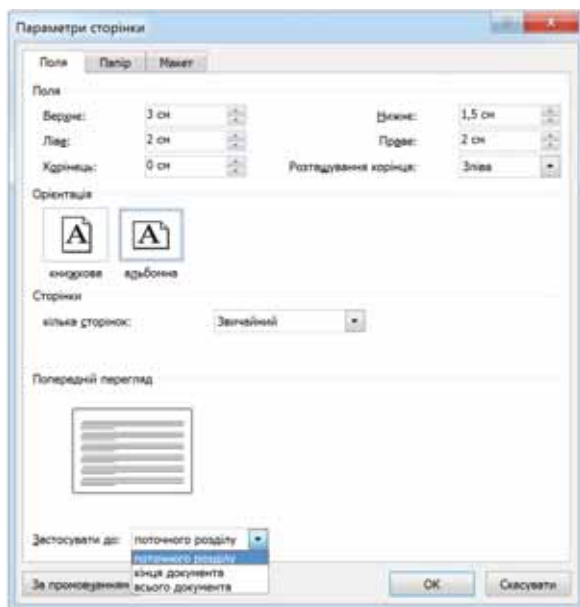 Параметри сторінки
Поля Папір Макет
Поля
Верхнє: 3 см Нижнє: 1,5 см
Ліве: 2 см Праве: 2 см
Корінець: 0 см Розташування корінця: Зліва
Орієнтація
A A
книжкова альбомна
Сторінки
кілька сторінок: Звичайний
Попередній перегляд
Застосувати до: поточного розділу
поточного розділу
кінця документа
всього документа
За промовчанням ОК Скасувати